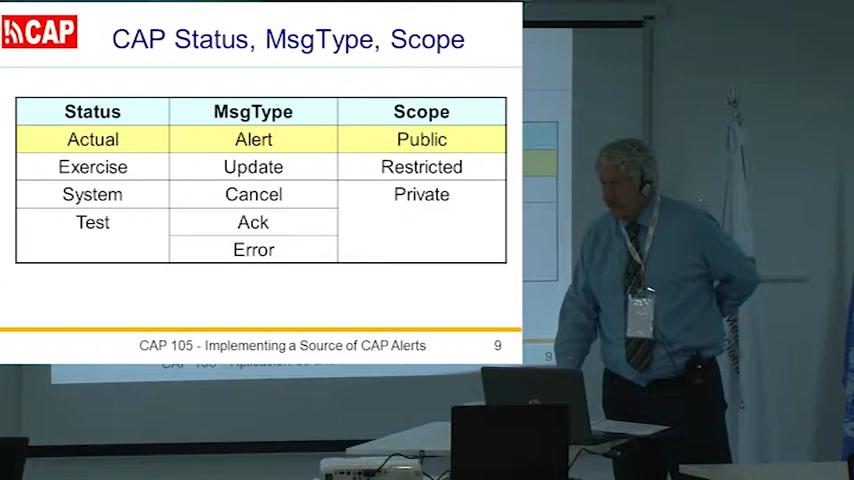 CAP
CAP Status, MsgType, Scope
Status MsgType Scope
Actual Alert Public
Exercise Update Restricted
System Cancel Private
Test Ack
Error
CAP 105 - Implementing a Source of CAP Alerts 9
9